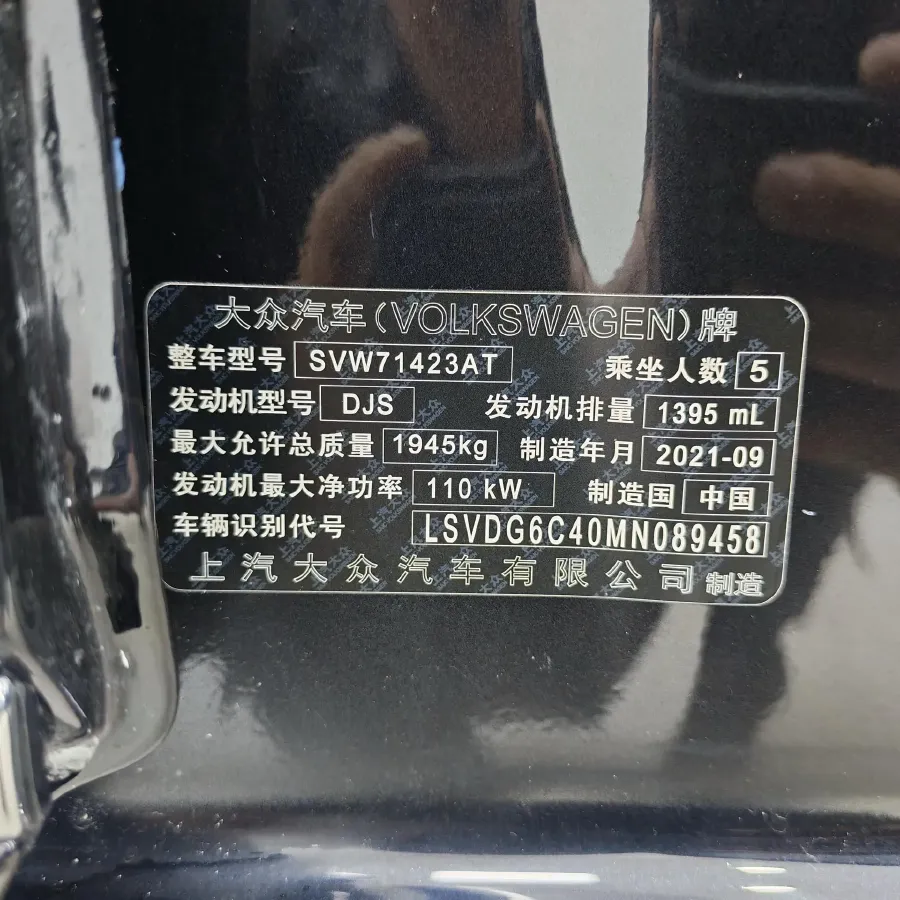 大众汽车(VOLKSWAGEN)牌
整车型号 SVW71423AT 乘坐人数 5
发动机型号 DJS 发动机排量 1395 mL
最大允许总质量 1945kg 制造年月 2021-09
发动机最大净功率 110 kW 制造国 中国
车辆识别代号 LSVDG6C40MN089458
上汽大众汽车有限公司 制造